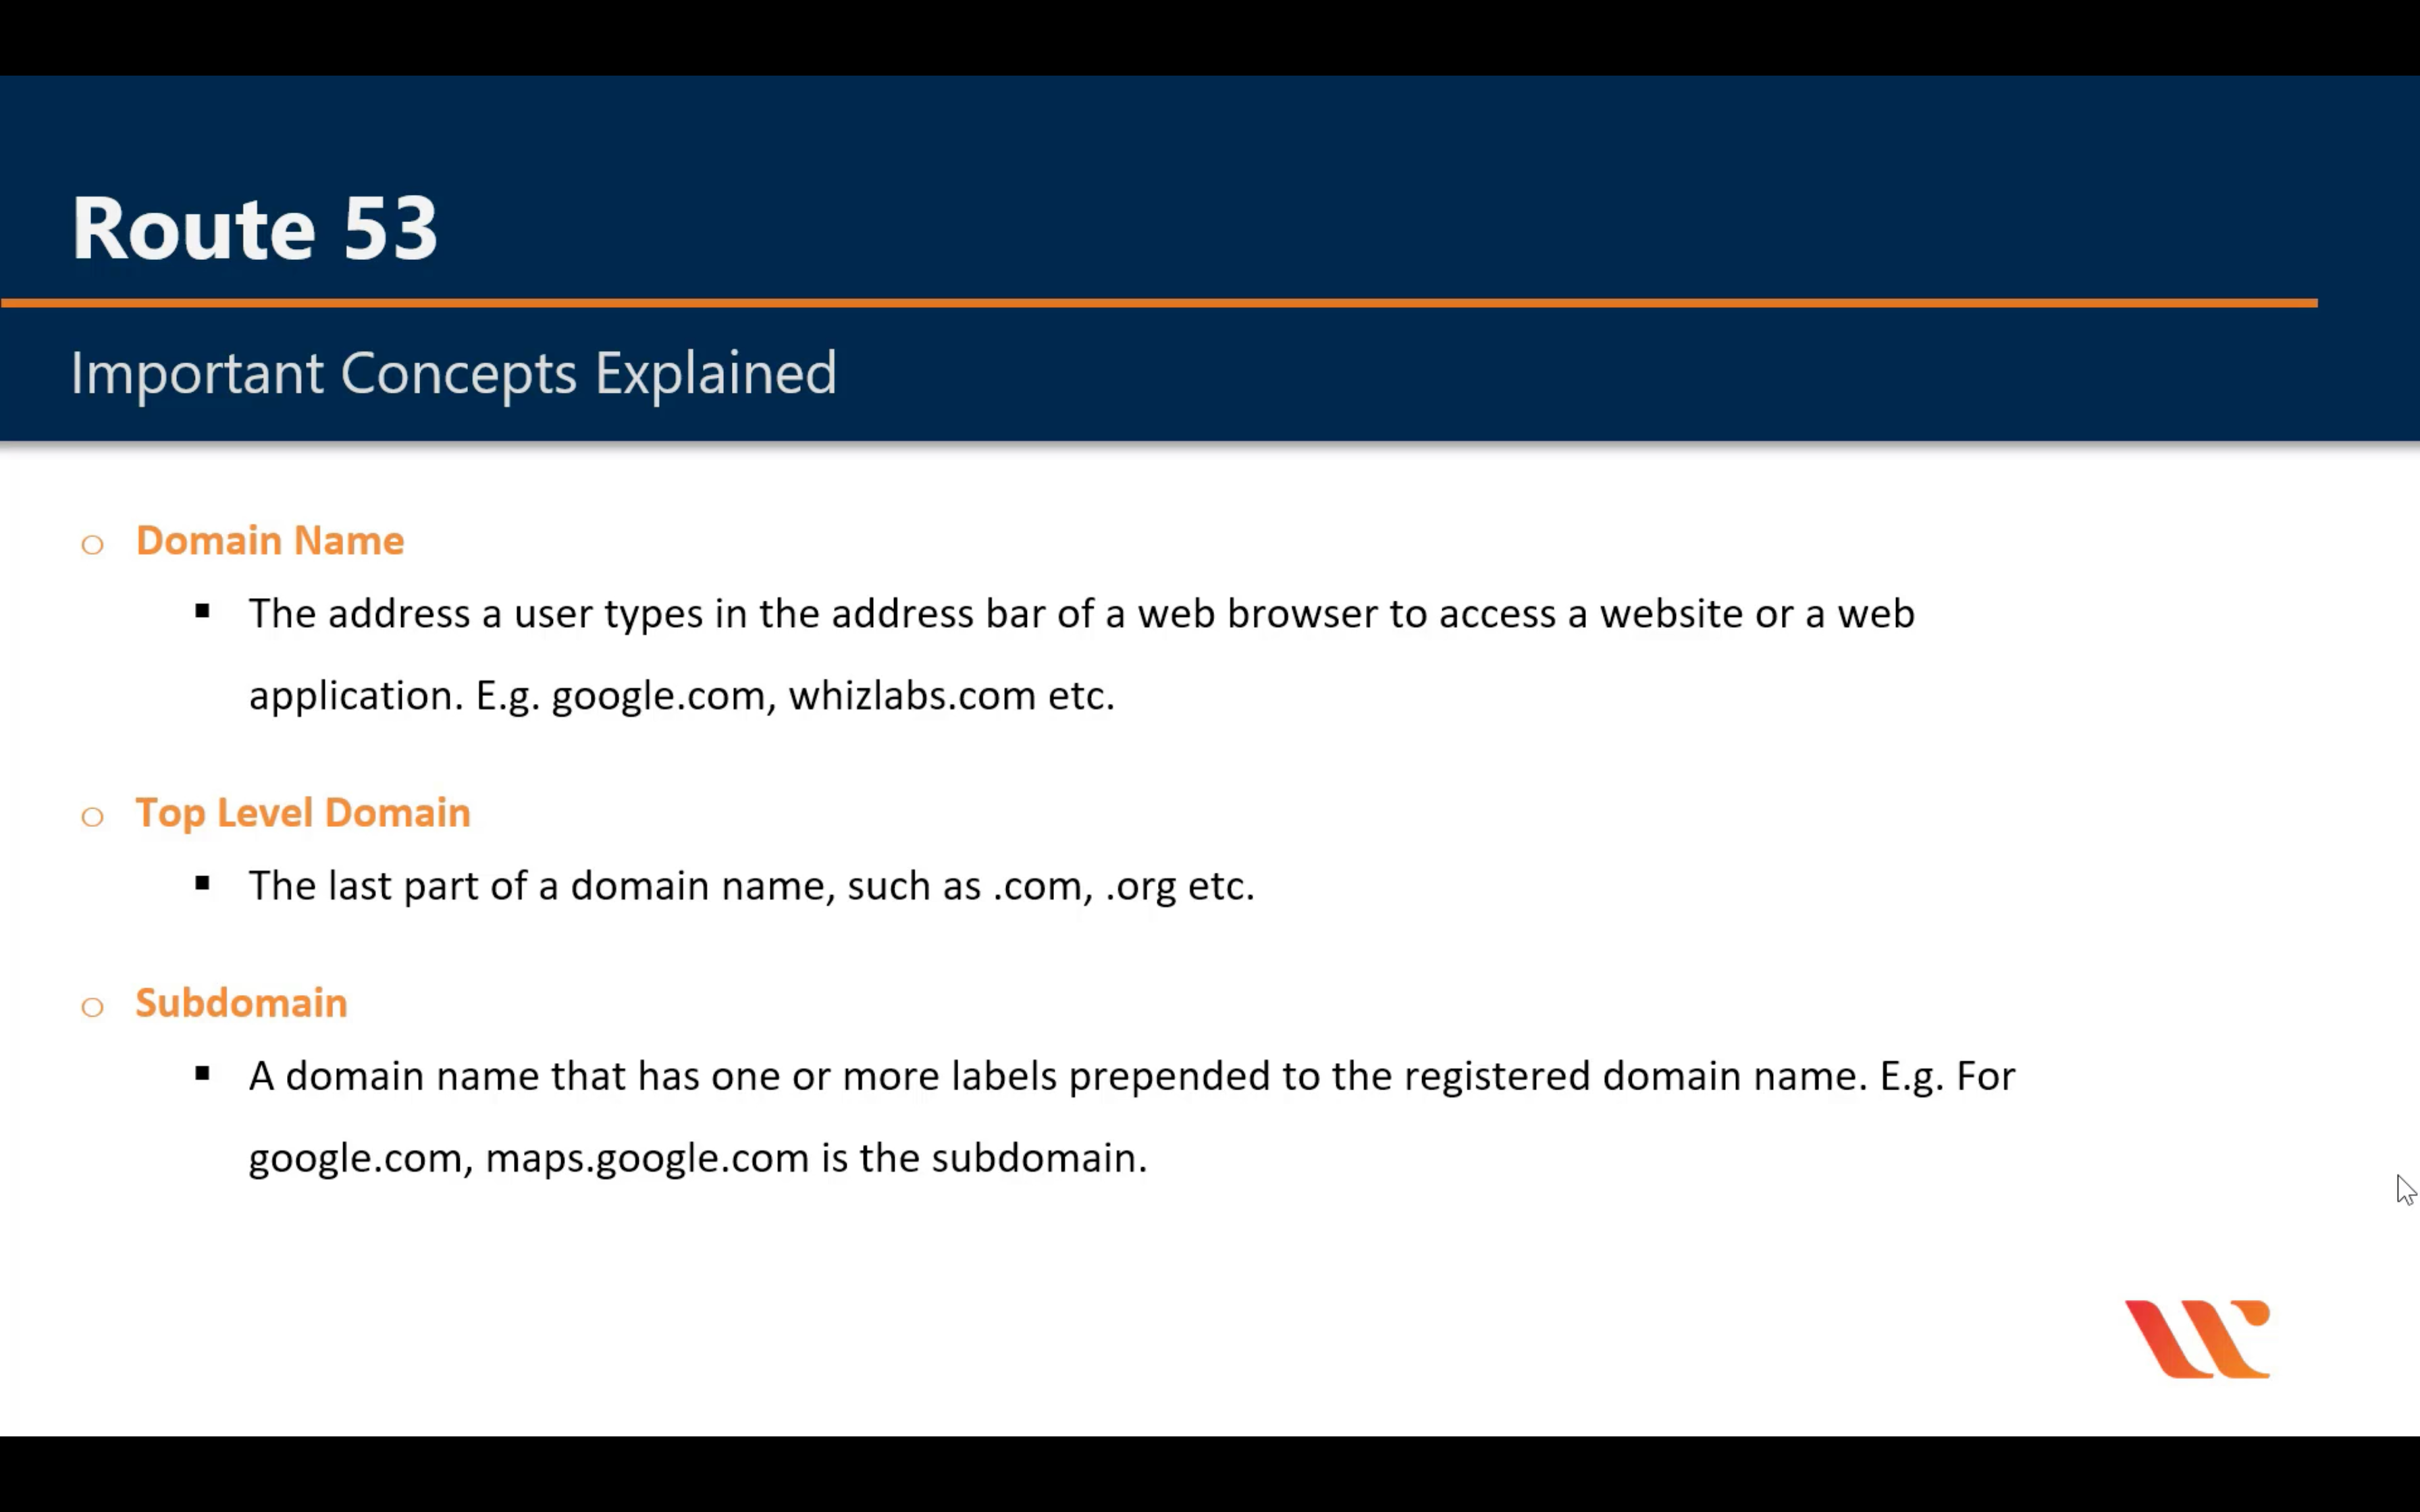 Route 53
Important Concepts Explained
Domain Name
The address a user types in the address bar of a web browser to access a website or a web
application. E.g. google.com, whizlabs.com etc.
Top Level Domain
The last part of a domain name, such as .com, .org etc.
Subdomain
A domain name that has one or more labels prepended to the registered domain name. E.g. For
google.com, maps.google.com is the subdomain.